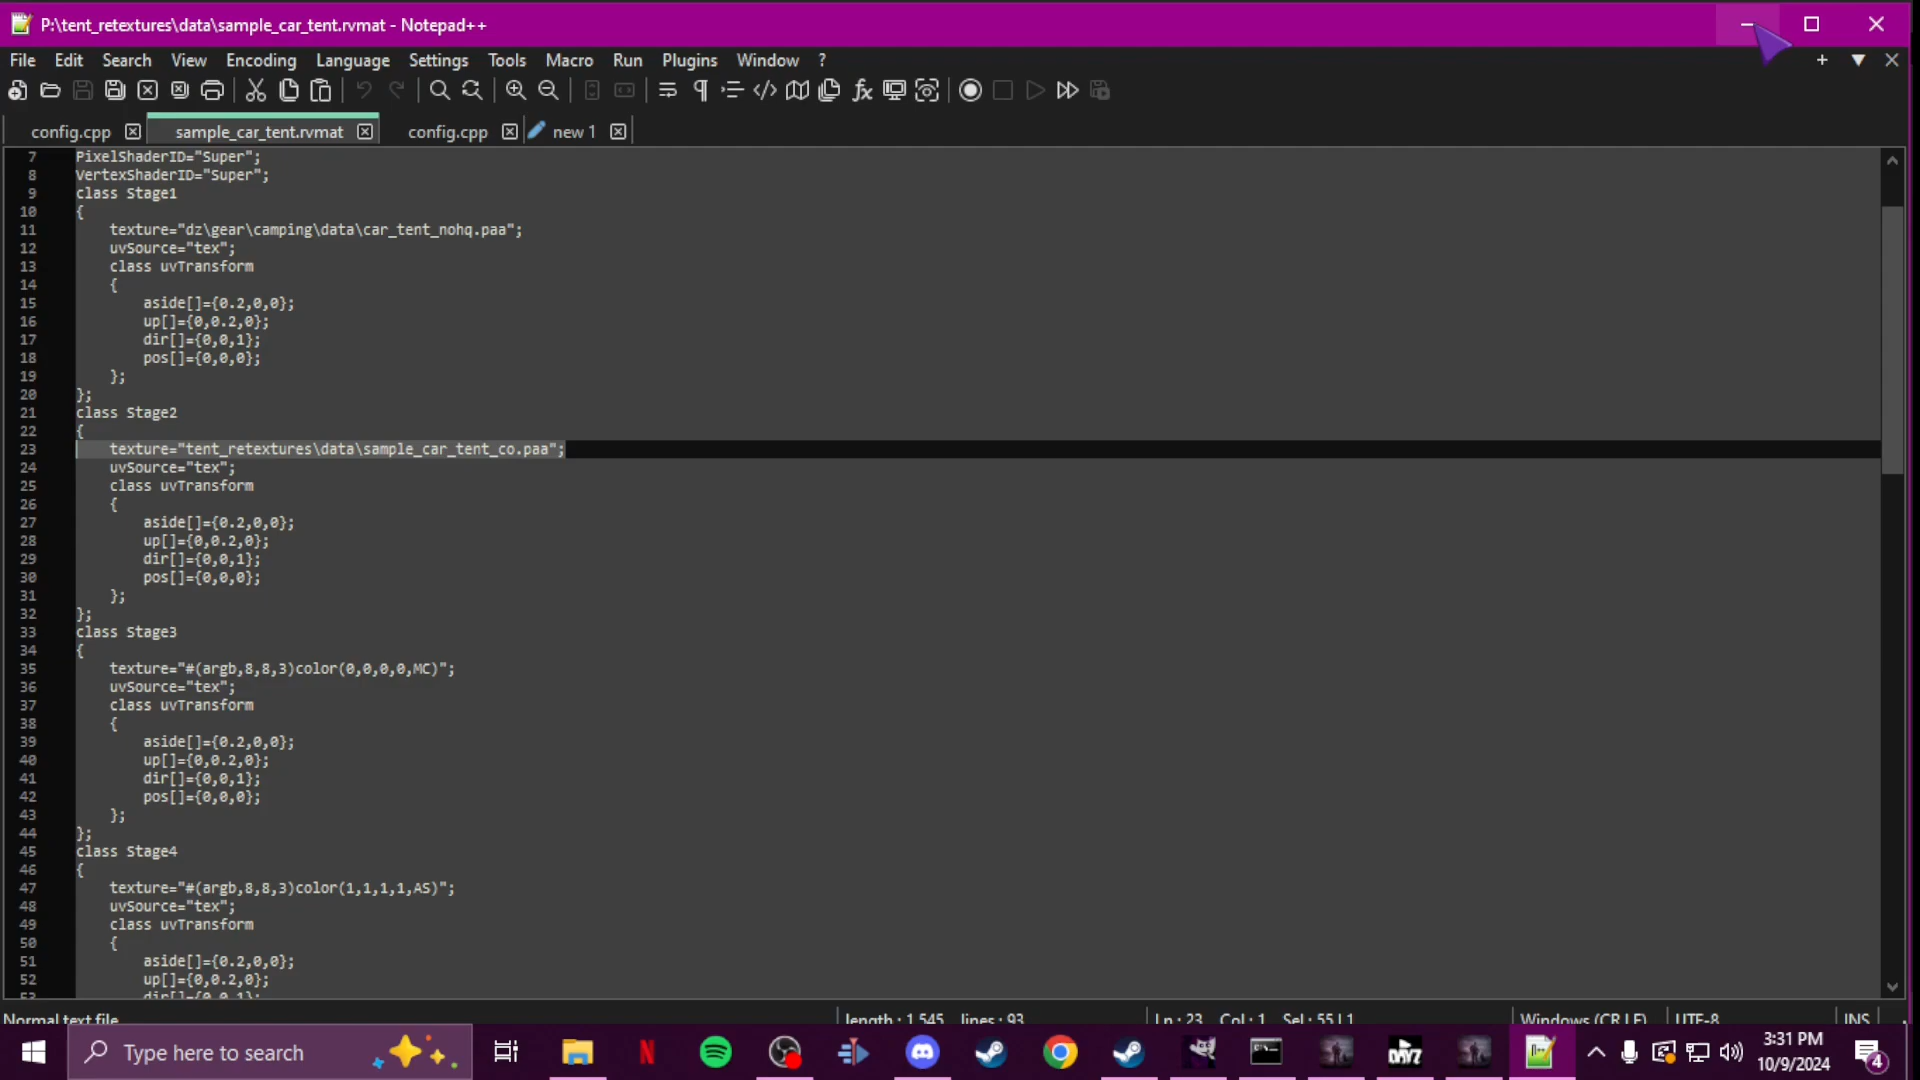 P:\tent_retextures\data\sample_car_tent.rvmat - Notepad++
File Edit Search View Encoding Language Settings Tools Macro Run Plugins Window ?
config.cpp sample_car_tent.rvmat config.cpp new 1
7 PixelShaderID="Super";
8 VertexShaderID="Super";
9 class Stage1
10 {
11 texture="dz\gear\camping\data\car_tent_nohq.paa";
12 uvSource="tex";
13 class uvTransform
14 {
15 aside[]={0.2,0,0};
16 up[]={0,0.2,0};
17 dir[]={0,0,1};
18 pos[]={0,0,0};
19 };
20 };
21 class Stage2
22 {
23 texture="tent_retextures\data\sample_car_tent_co.paa";
24 uvSource="tex";
25 class uvTransform
26 {
27 aside[]={0.2,0,0};
28 up[]={0,0.2,0};
29 dir[]={0,0,1};
30 pos[]={0,0,0};
31 };
32 };
33 class Stage3
34 {
35 texture="#(argb,8,8,3)color(0,0,0,0,MC)";
36 uvSource="tex";
37 class uvTransform
38 {
39 aside[]={0.2,0,0};
40 up[]={0,0.2,0};
41 dir[]={0,0,1};
42 pos[]={0,0,0};
43 };
44 };
45 class Stage4
46 {
47 texture="#(argb,8,8,3)color(1,1,1,1,AS)";
48 uvSource="tex";
49 class uvTransform
50 {
51 aside[]={0.2,0,0};
52 up[]={0,0.2,0};
53 dir[]={0,0,1};
Normal text file length : 1,545 lines : 93 Ln : 23 Col : 1 Sel : 55 | 1 Windows (CR LF) UTF-8 INS
Type here to search
DAYZ
3:31 PM
10/9/2024
4